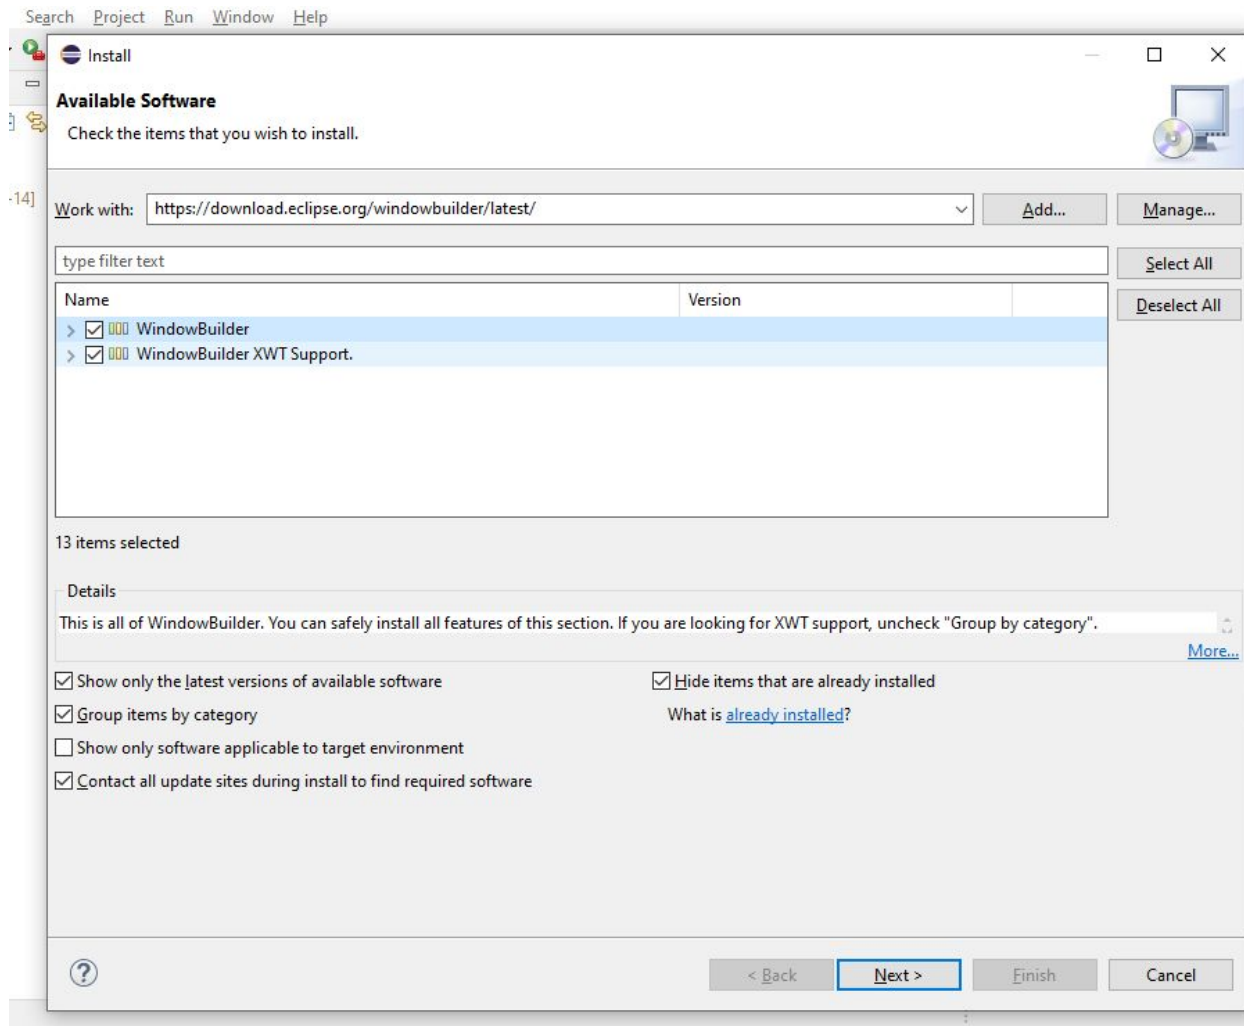 Search Project Run Window Help
Install
Available Software
Check the items that you wish to install.
-14]
Work with: https://download.eclipse.org/windowbuilder/latest/ Add... Manage...
type filter text Select All
Name Version Deselect All
WindowBuilder
WindowBuilder XWT Support.
13 items selected
Details
This is all of WindowBuilder. You can safely install all features of this section. If you are looking for XWT support, uncheck "Group by category".
More...
Show only the latest versions of available software Hide items that are already installed
Group items by category What is already installed?
Show only software applicable to target environment
Contact all update sites during install to find required software
? < Back Next > Finish Cancel